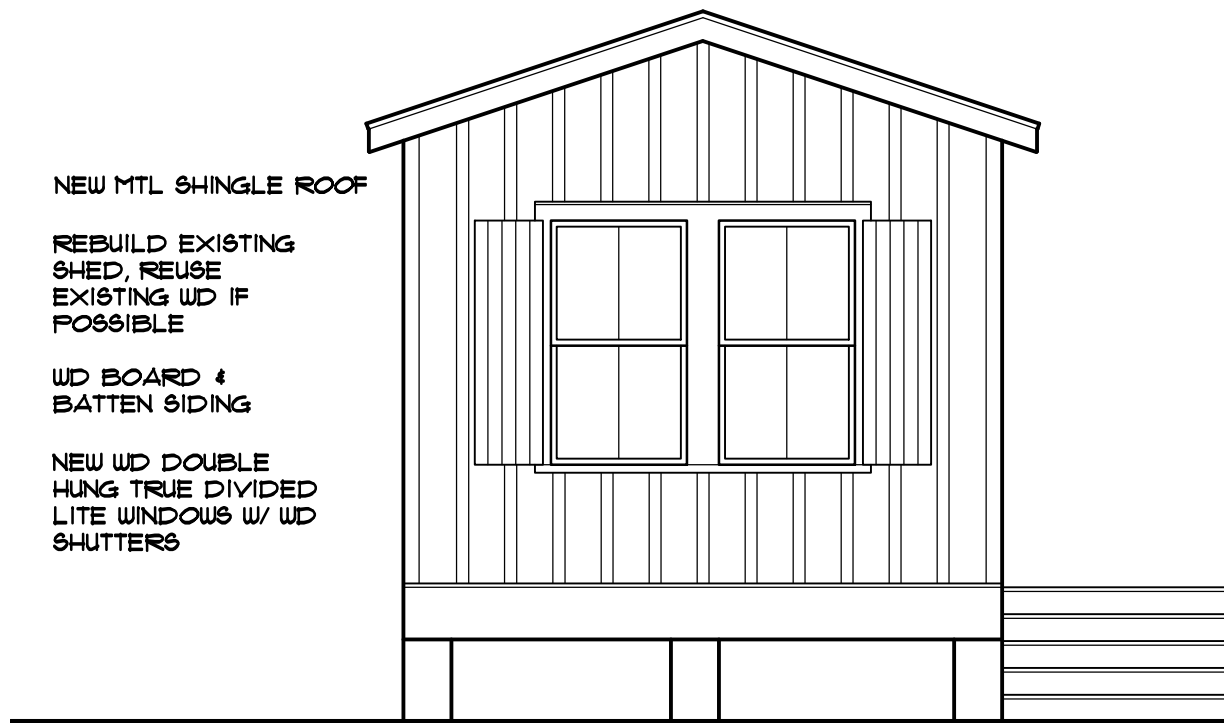 NEW MTL SHINGLE ROOF
REBUILD EXISTING
SHED, REUSE
EXISTING WD IF
POSSIBLE
WD BOARD &
BATTEN SIDING
NEW WD DOUBLE
HUNG TRUE DIVIDED
LITE WINDOWS W/ WD
SHUTTERS